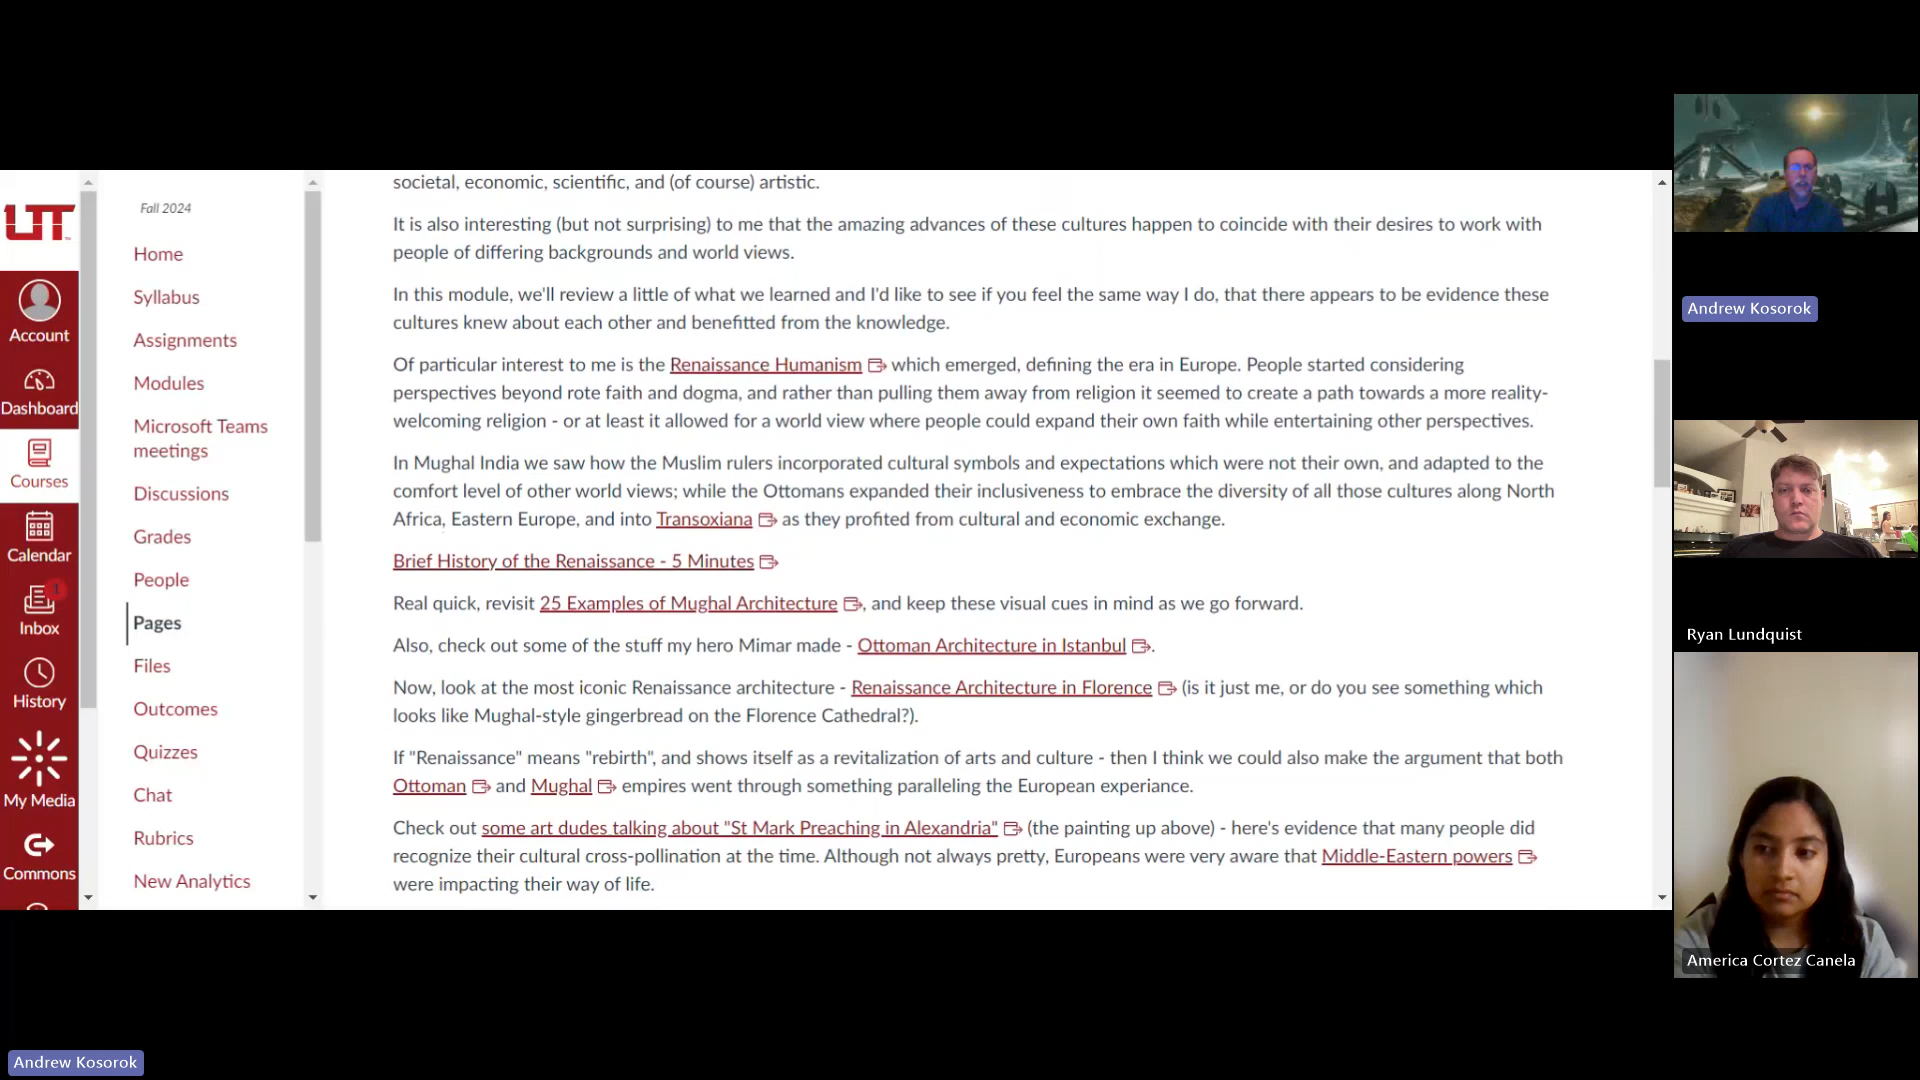 UT
Account
Dashboard
Courses
Calendar
1
Inbox
History
My Media
Commons
Fall 2024
Home
Syllabus
Assignments
Modules
Microsoft Teams
meetings
Discussions
Grades
People
Pages
Files
Outcomes
Quizzes
Chat
Rubrics
New Analytics
societal, economic, scientific, and (of course) artistic.
It is also interesting (but not surprising) to me that the amazing advances of these cultures happen to coincide with their desires to work with
people of differing backgrounds and world views.
In this module, we'll review a little of what we learned and I'd like to see if you feel the same way I do, that there appears to be evidence these
cultures knew about each other and benefitted from the knowledge.
Of particular interest to me is the Renaissance Humanism which emerged, defining the era in Europe. People started considering
perspectives beyond rote faith and dogma, and rather than pulling them away from religion it seemed to create a path towards a more reality-
welcoming religion - or at least it allowed for a world view where people could expand their own faith while entertaining other perspectives.
In Mughal India we saw how the Muslim rulers incorporated cultural symbols and expectations which were not their own, and adapted to the
comfort level of other world views; while the Ottomans expanded their inclusiveness to embrace the diversity of all those cultures along North
Africa, Eastern Europe, and into Transoxiana as they profited from cultural and economic exchange.
Brief History of the Renaissance - 5 Minutes
Real quick, revisit 25 Examples of Mughal Architecture, and keep these visual cues in mind as we go forward.
Also, check out some of the stuff my hero Mimar made - Ottoman Architecture in Istanbul.
Now, look at the most iconic Renaissance architecture - Renaissance Architecture in Florence (is it just me, or do you see something which
looks like Mughal-style gingerbread on the Florence Cathedral?).
If "Renaissance" means "rebirth", and shows itself as a revitalization of arts and culture - then I think we could also make the argument that both
Ottoman and Mughal empires went through something paralleling the European experiance.
Check out some art dudes talking about "St Mark Preaching in Alexandria" (the painting up above) - here's evidence that many people did
recognize their cultural cross-pollination at the time. Although not always pretty, Europeans were very aware that Middle-Eastern powers
were impacting their way of life.
Andrew Kosorok
Ryan Lundquist
America Cortez Canela
Andrew Kosorok